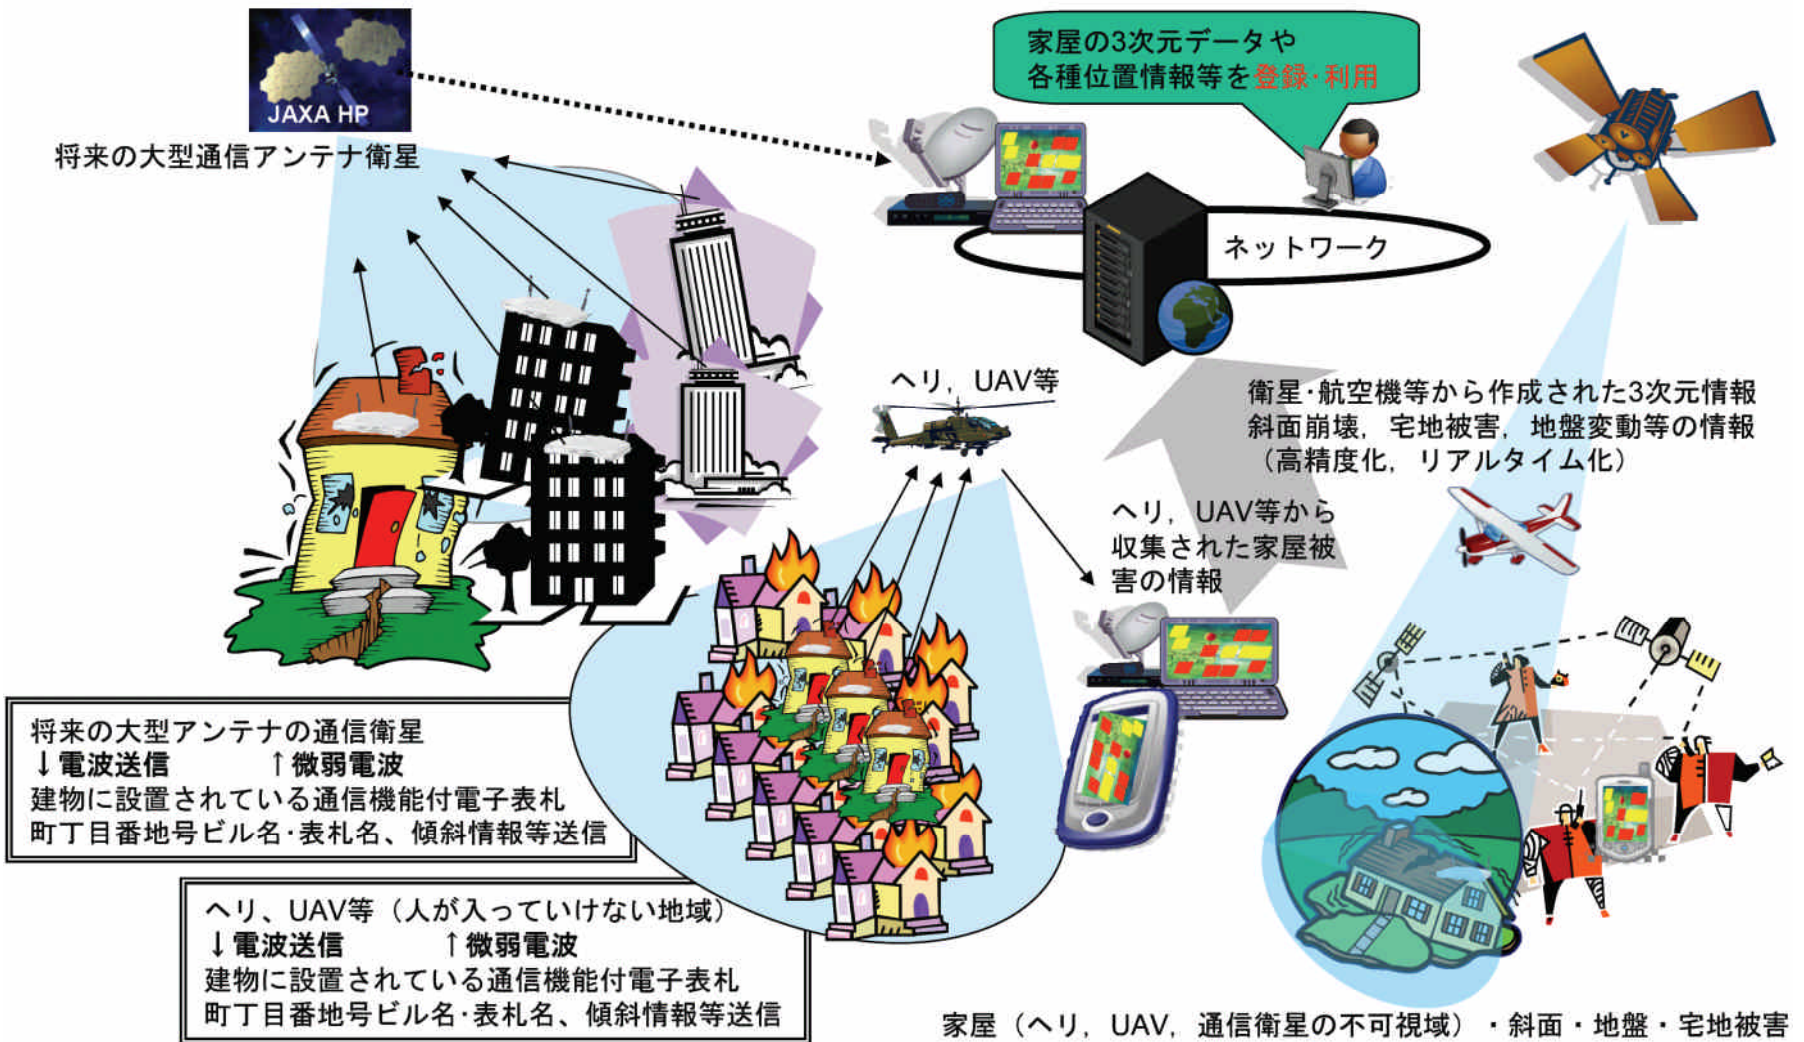 JAXA HP
将来の大型通信アンテナ衛星
家屋の3次元データや
各種位置情報等を登録・利用
ネットワーク
ヘリ，UAV等
衛星・航空機等から作成された3次元情報
斜面崩壊，宅地被害，地盤変動等の情報
（高精度化，リアルタイム化）
ヘリ，UAV等から
収集された家屋被
害の情報
将来の大型アンテナの通信衛星
↓電波送信 ↑微弱電波
建物に設置されている通信機能付電子表札
町丁目番地号ビル名・表札名、傾斜情報等送信
ヘリ、UAV等（人が入っていけない地域）
↓電波送信 ↑微弱電波
建物に設置されている通信機能付電子表札
町丁目番地号ビル名・表札名、傾斜情報等送信
家屋（ヘリ，UAV，通信衛星の不可視域）・斜面・地盤・宅地被害